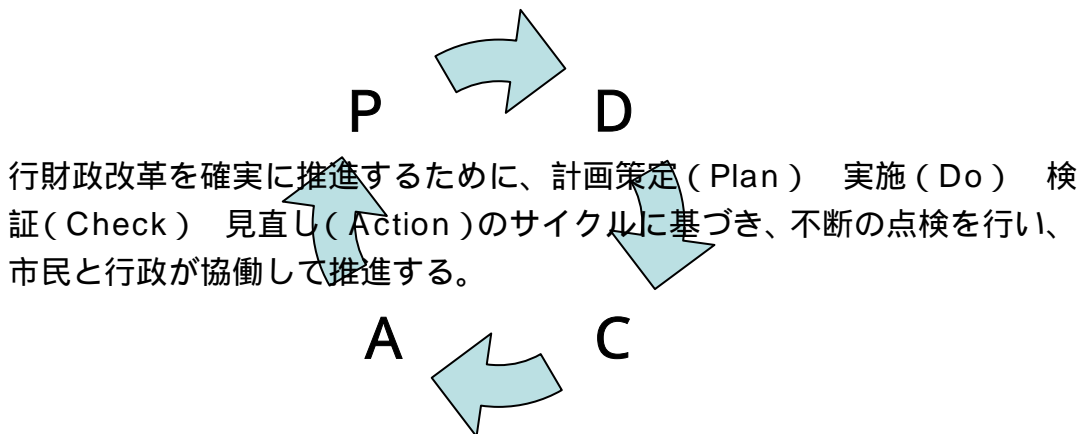 P D
行財政改革を確実に推進するために、計画策定（Plan）　実施（Do）　検
証（Check）　見直し（Action）のサイクルに基づき、不断の点検を行い、
市民と行政が協働して推進する。
A C